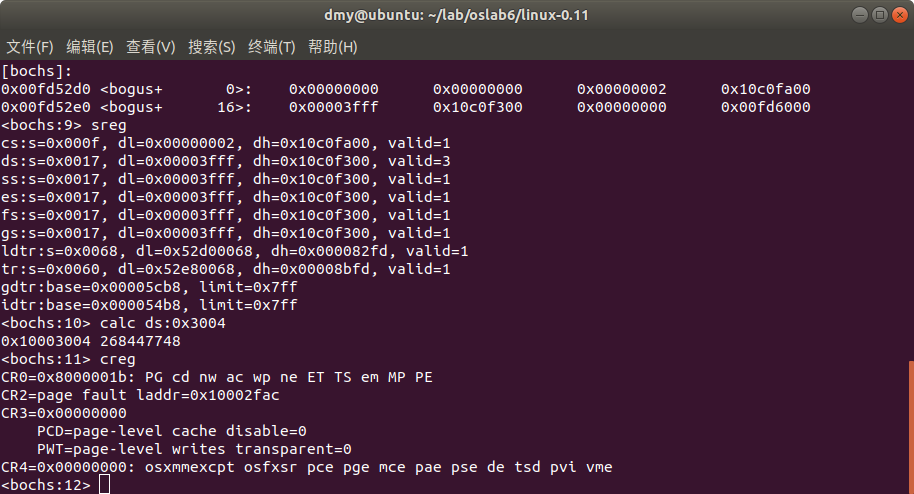 dmy@ubuntu: ~/lab/oslab6/linux-0.11
文件(F) 编辑(E) 查看(V) 搜索(S) 终端(T) 帮助(H)
[bochs]:
0x00fd52d0 <bogus+       0>:    0x00000000      0x00000000      0x00000002      0x10c0fa00
0x00fd52e0 <bogus+      16>:    0x00003fff      0x10c0f300      0x00000000      0x00fd6000
<bochs:9> sreg
cs:s=0x000f, dl=0x00000002, dh=0x10c0fa00, valid=1
ds:s=0x0017, dl=0x00003fff, dh=0x10c0f300, valid=3
ss:s=0x0017, dl=0x00003fff, dh=0x10c0f300, valid=1
es:s=0x0017, dl=0x00003fff, dh=0x10c0f300, valid=1
fs:s=0x0017, dl=0x00003fff, dh=0x10c0f300, valid=1
gs:s=0x0017, dl=0x00003fff, dh=0x10c0f300, valid=1
ldtr:s=0x0068, dl=0x52d00068, dh=0x000082fd, valid=1
tr:s=0x0060, dl=0x52e80068, dh=0x00008bfd, valid=1
gdtr:base=0x00005cb8, limit=0x7ff
idtr:base=0x000054b8, limit=0x7ff
<bochs:10> calc ds:0x3004
0x10003004 268447748
<bochs:11> creg
CR0=0x8000001b: PG cd nw ac wp ne ET TS em MP PE
CR2=page fault laddr=0x10002fac
CR3=0x00000000
    PCD=page-level cache disable=0
    PWT=page-level writes transparent=0
CR4=0x00000000: osxmmexcpt osfxsr pce pge mce pae pse de tsd pvi vme
<bochs:12>